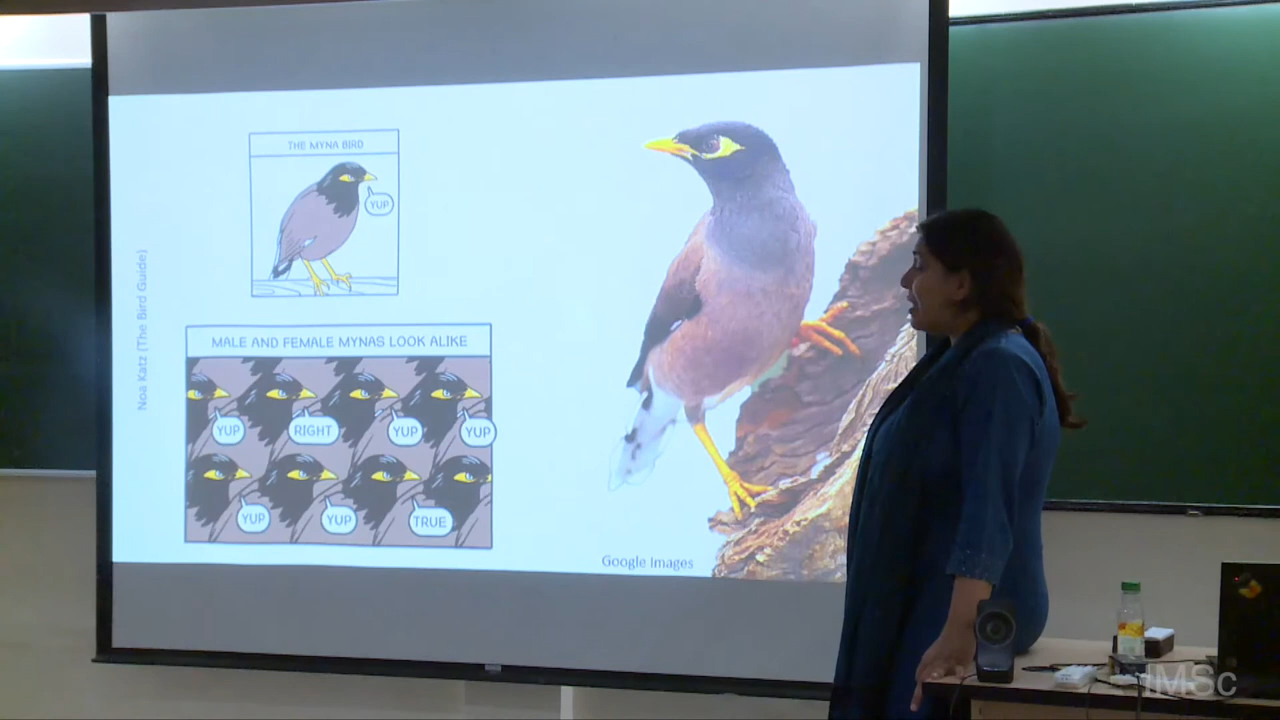 THE MYNA BIRD
YUP
Noa Katz (The Bird Guide)
MALE AND FEMALE MYNAS LOOK ALIKE
YUP
RIGHT
YUP
YUP
YUP
YUP
TRUE
Google Images
IMSc